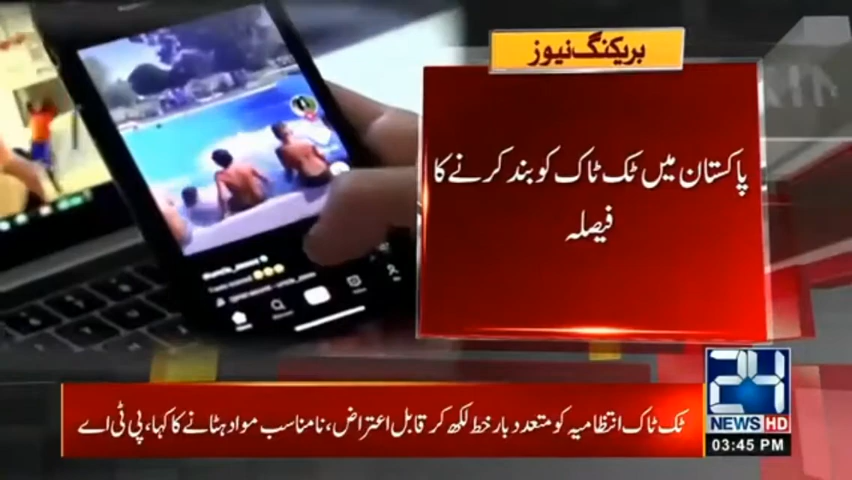 بریکنگ نیوز
پاکستان میں ٹک ٹاک کو بند کرنے کا
فیصلہ
ٹک ٹاک انتظامیہ کو متعدد بار خط لکھ کر قابل اعتراض، نامناسب مواد ہٹانے کا کہا، پی ٹی اے
24
NEWS HD
03:45 PM